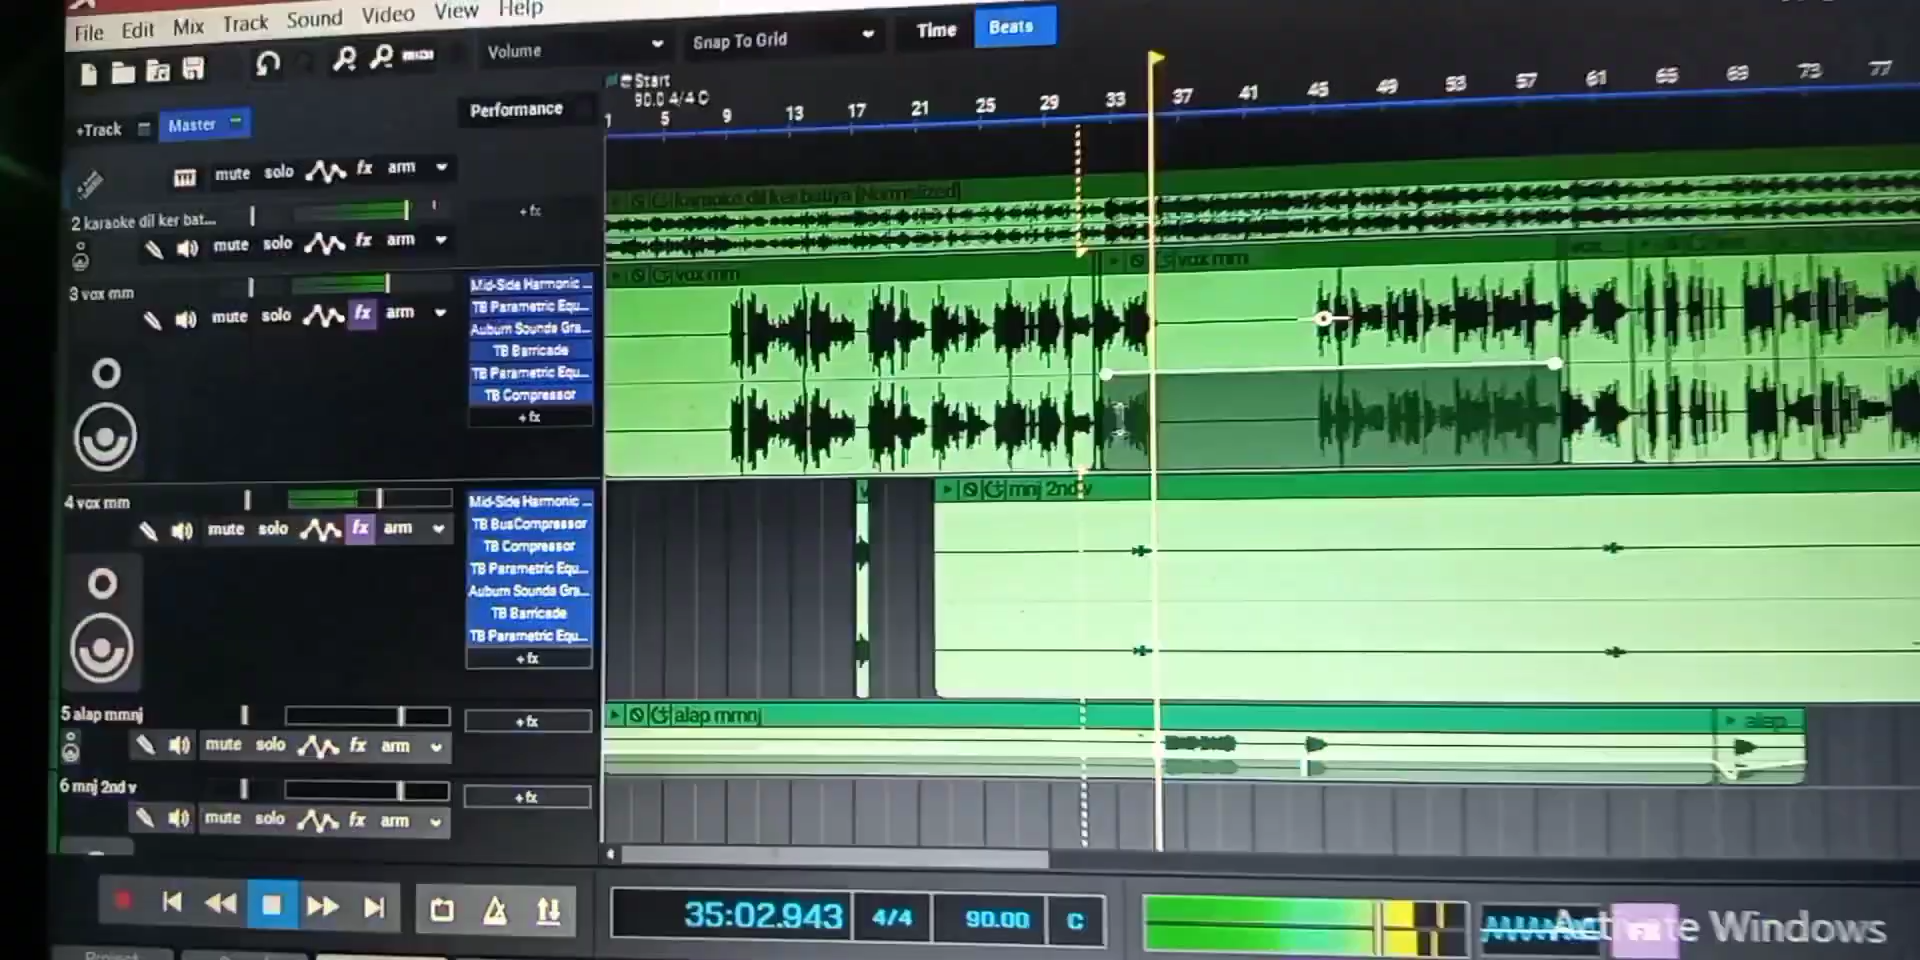 File Edit Mix Track Sound Video View Help
Volume
Snap To Grid
Time
Beats
+Track
Master
Performance
Start
90.0 4/4 C
1 5 9 13 17 21 25 29 33 37 41 45 49 53 57 61 65 69 73 77
mute solo fx arm
+fx
karaoke dil ker batiya [Normalized]
2 karaoke dil ker bat...
mute solo fx arm
3 vox mm
mute solo fx arm
Mid-Side Harmonic ...
TB Parametric Equ...
Auburn Sounds Gra...
TB Barricade
TB Parametric Equ...
TB Compressor
+fx
vox mm
vox mm
vox...
4 vox mm
mute solo fx arm
Mid-Side Harmonic ...
TB BusCompressor
TB Compressor
TB Parametric Equ...
Auburn Sounds Gra...
TB Barricade
TB Parametric Equ...
+fx
v
mnj 2nd v
5 alap mmnj
mute solo fx arm
+fx
alap mmnj
alap...
6 mnj 2nd v
mute solo fx arm
+fx
35:02.943
4/4
90.00
C
Activate Windows